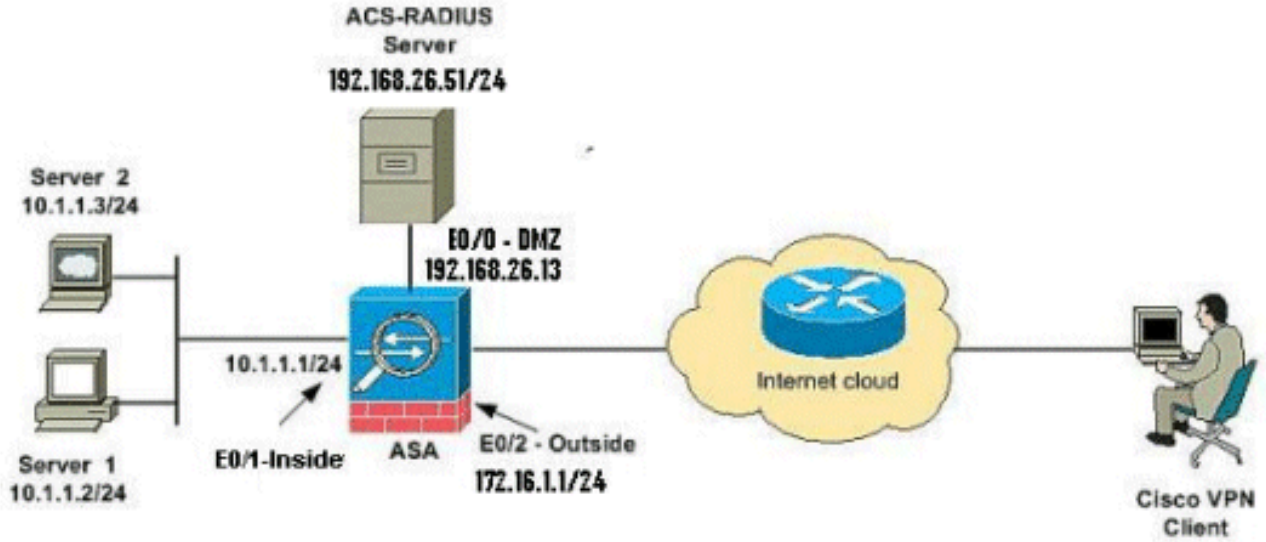 ACS-RADIUS
Server
192.168.26.51/24
Server 2
10.1.1.3/24
E0/0 - DMZ
192.168.26.13
10.1.1.1/24
Internet cloud
E0/1-Inside
ASA
E0/2 - Outside
172.16.1.1/24
Server 1
10.1.1.2/24
Cisco VPN
Client